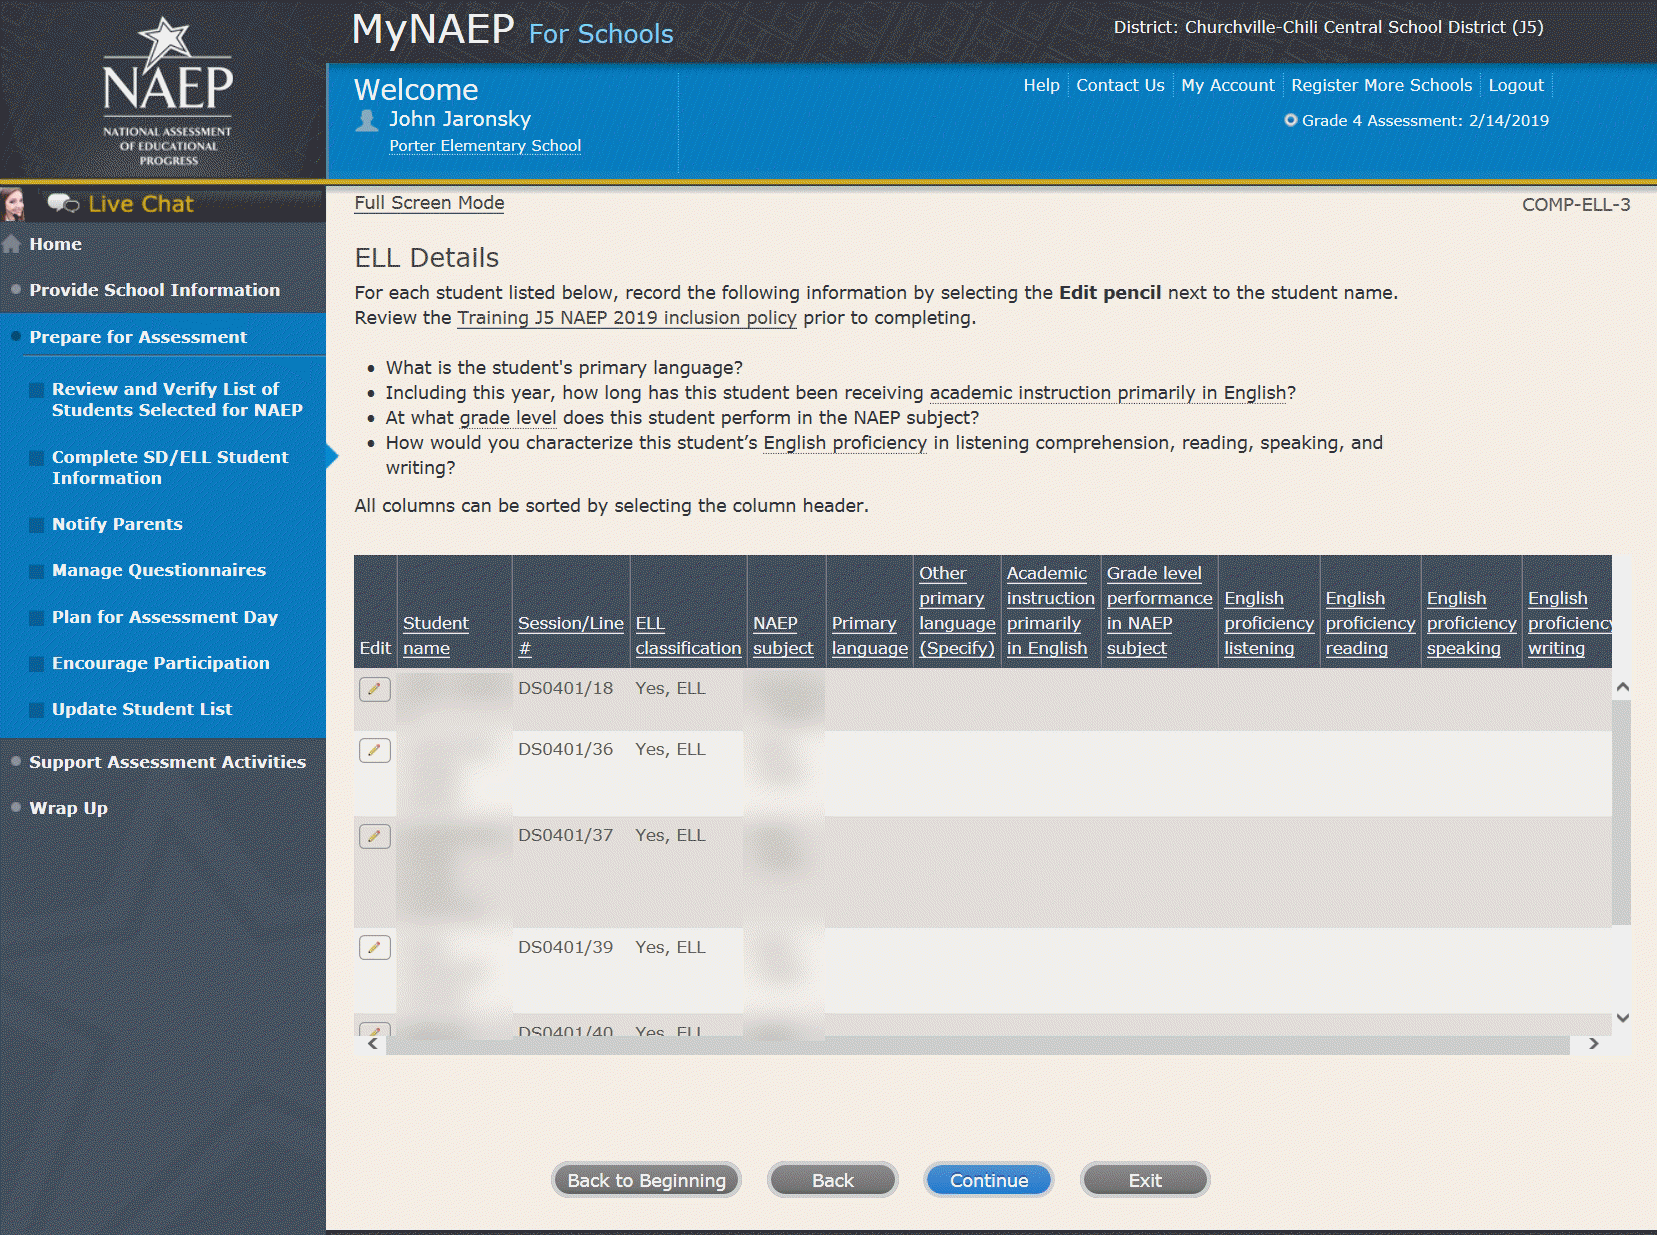 MyNAEP For Schools
District: Churchville-Chili Central School District (J5)
NAEP
NATIONAL ASSESSMENT
OF EDUCATIONAL
PROGRESS
Welcome
John Jaronsky
Porter Elementary School
Help
Contact Us
My Account
Register More Schools
Logout
Grade 4 Assessment: 2/14/2019
Live Chat
Home
Provide School Information
Prepare for Assessment
Review and Verify List of
Students Selected for NAEP
Complete SD/ELL Student
Information
Notify Parents
Manage Questionnaires
Plan for Assessment Day
Encourage Participation
Update Student List
Support Assessment Activities
Wrap Up
Full Screen Mode
COMP-ELL-3
ELL Details
For each student listed below, record the following information by selecting the Edit pencil next to the student name.
Review the Training J5 NAEP 2019 inclusion policy prior to completing.
• What is the student's primary language?
• Including this year, how long has this student been receiving academic instruction primarily in English?
• At what grade level does this student perform in the NAEP subject?
• How would you characterize this student’s English proficiency in listening comprehension, reading, speaking, and
writing?
All columns can be sorted by selecting the column header.
Edit
Student
name
Session/Line
#
ELL
classification
NAEP
subject
Primary
language
Other
primary
language
(Specify)
Academic
instruction
primarily
in English
Grade level
performance
in NAEP
subject
English
proficiency
listening
English
proficiency
reading
English
proficiency
speaking
English
proficiency
writing
DS0401/18 Yes, ELL
DS0401/36 Yes, ELL
DS0401/37 Yes, ELL
DS0401/39 Yes, ELL
DS0401/40 Yes, ELL
Back to Beginning
Back
Continue
Exit